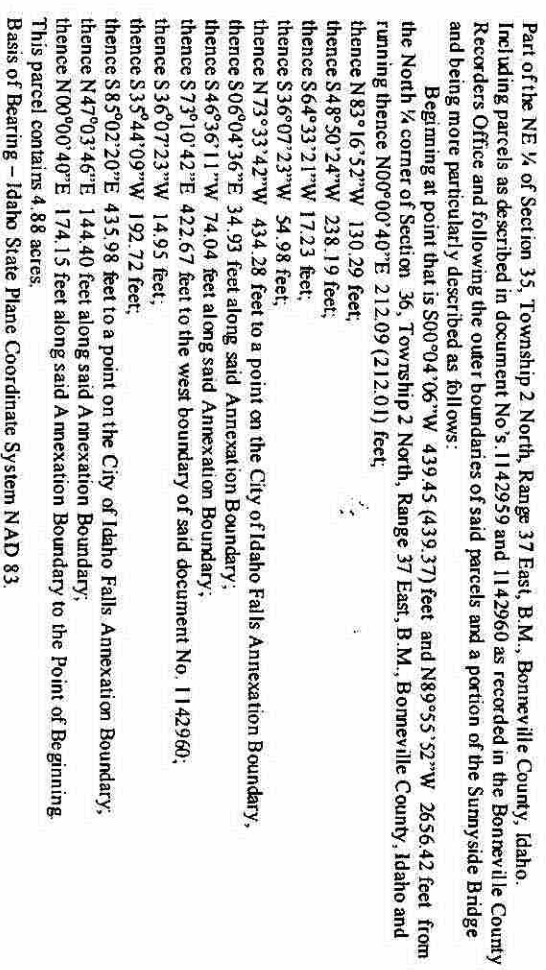 Part of the NE ¼ of Section 35, Township 2 North, Range 37 East, B.M., Bonneville County, Idaho.
Including parcels as described in document No's. 1142959 and 1142960 as recorded in the Bonneville County
Recorders Office and following the outer boundaries of said parcels and a portion of the Sunnyside Bridge
and being more particularly described as follows:
Beginning at point that is S00°04'06"W 439.45 (439.37) feet and N89°55'52"W 2656.42 feet from
the North ¼ corner of Section 36, Township 2 North, Range 37 East, B.M., Bonneville County, Idaho and
running thence N00°00'40"E 212.09 (212.01) feet;
thence N83°16'52"W 130.29 feet;
thence S48°50'24"W 238.19 feet;
thence S64°33'21"W 17.23 feet;
thence S36°07'23"W 54.98 feet;
thence N73°33'42"W 434.28 feet to a point on the City of Idaho Falls Annexation Boundary,
thence S06°04'36"E 34.93 feet along said Annexation Boundary;
thence S46°36'11"W 74.04 feet along said Annexation Boundary;
thence S73°10'42"E 422.67 feet to the west boundary of said document No. 1142960;
thence S36°07'23"W 14.95 feet;
thence S35°44'09"W 192.72 feet;
thence S85°02'20"E 435.98 feet to a point on the City of Idaho Falls Annexation Boundary;
thence N47°03'46"E 144.40 feet along said Annexation Boundary;
thence N00°00'40"E 174.15 feet along said Annexation Boundary to the Point of Beginning.
This parcel contains 4.88 acres.
Basis of Bearing – Idaho State Plane Coordinate System NAD 83.